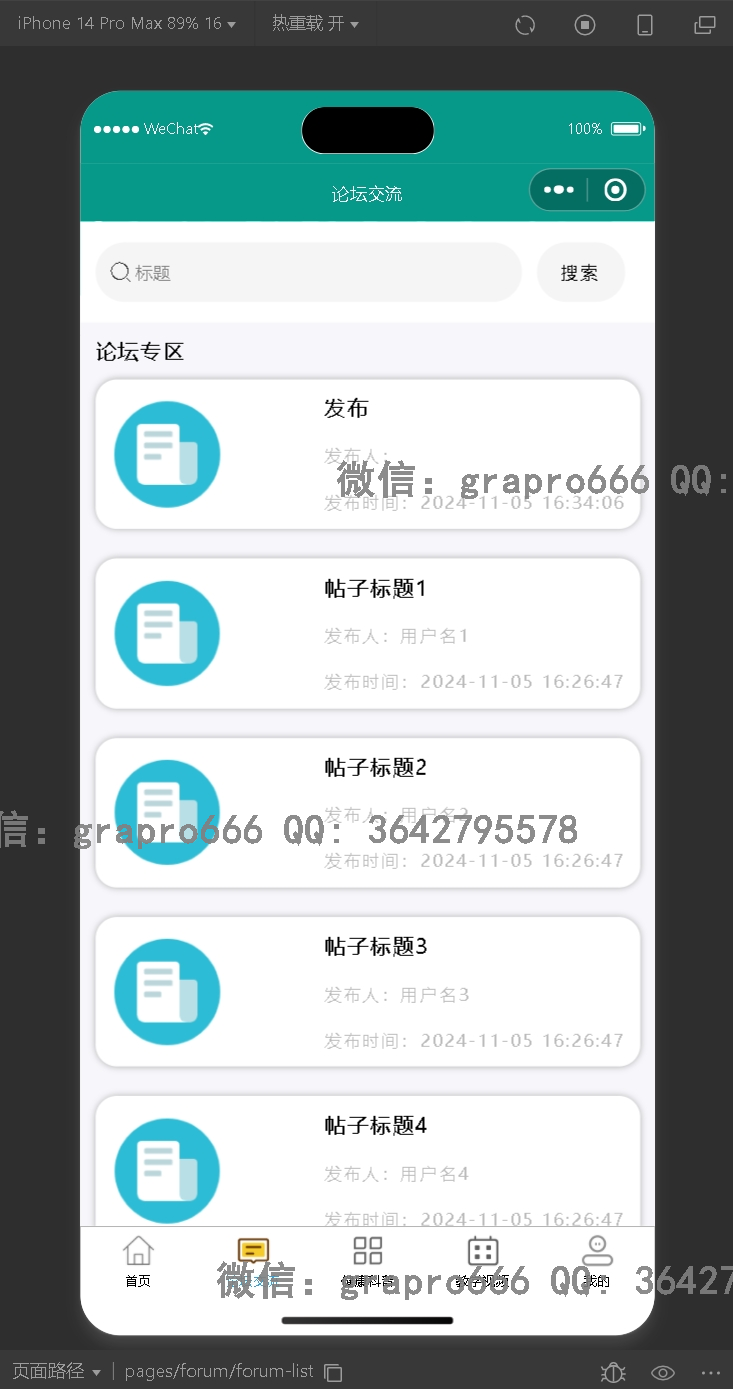 iPhone 14 Pro Max 89% 16 热重载 开
WeChat 100%
论坛交流
标题 搜索
论坛专区
发布
发布人：
微信：grapro666 QQ:
发布时间：2024-11-05 16:34:06
帖子标题1
发布人：用户名1
发布时间：2024-11-05 16:26:47
帖子标题2
发布人：用户名2
信：grapro666 QQ: 3642795578
发布时间：2024-11-05 16:26:47
帖子标题3
发布人：用户名3
发布时间：2024-11-05 16:26:47
帖子标题4
发布人：用户名4
发布时间：2024-11-05 16:26:47
首页 论坛交流 健康科普 教学视频 我的
微信：grapro666 QQ: 36427
页面路径 pages/forum/forum-list